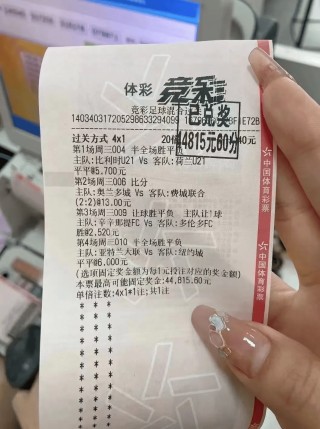 体彩 竞彩
竞彩足球混合过
已兑奖
14815元60分
过关方式 4x1 20倍 40元
第1场周三004 半全场胜平负
主队:比利时U21 Vs 客队:荷兰U21
平平@5.700元
第2场周三006 比分
主队:奥兰多城 Vs 客队:费城联合
(2:2)@13.00元
第3场周三009 让球胜平负 主队让1球
主队:辛辛那提FC Vs 客队:多伦多FC
胜@2.520元
第4场周三010 半全场胜平负
主队:亚特兰大联 Vs 客队:纽约城
平平@6.000元
(选项固定奖金额为每1元投注对应的奖金额)
本票最高可能固定奖金:44,815.60元
单倍注数:4x1*1注;共1注
中国体育彩票
中国体育彩票